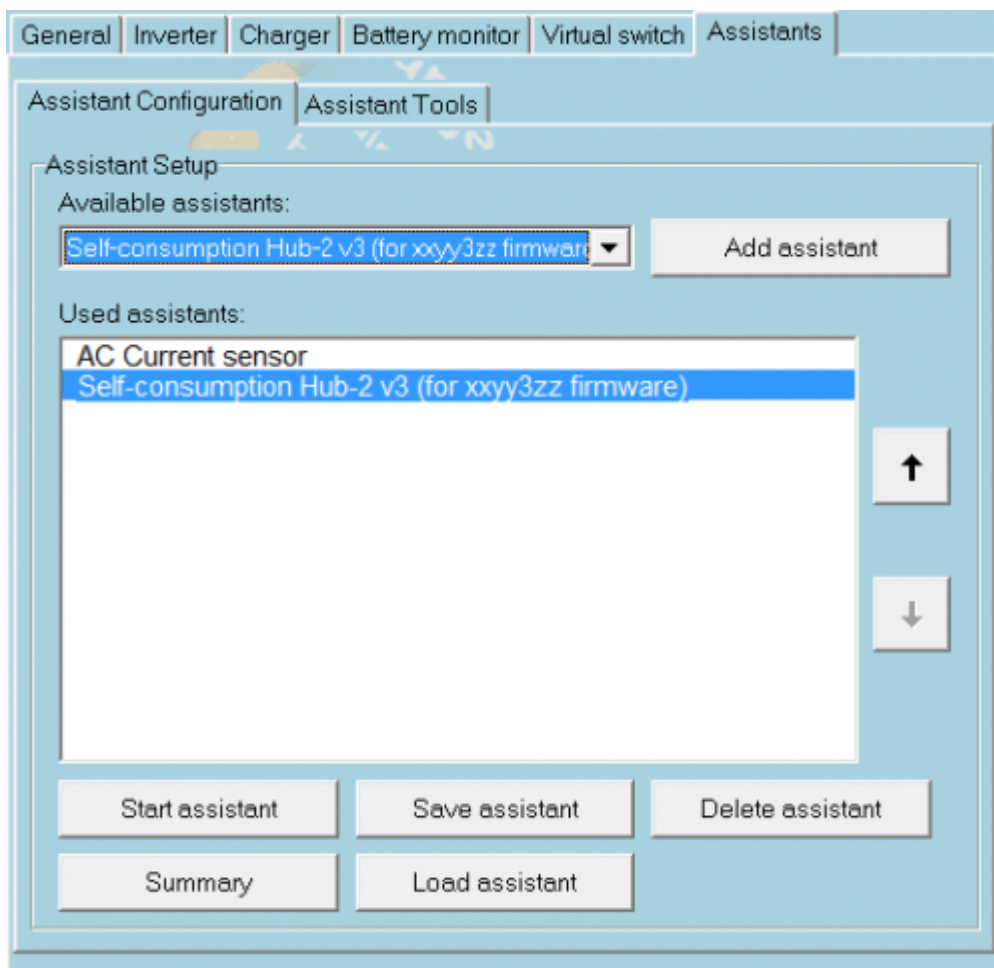 General Inverter Charger Battery monitor Virtual switch Assistants
Assistant Configuration Assistant Tools
Assistant Setup
Available assistants:
Self-consumption Hub-2 v3 (for xxyy3zz firmware Add assistant
Used assistants:
AC Current sensor
Self-consumption Hub-2 v3 (for xxyy3zz firmware)
Start assistant Save assistant Delete assistant
Summary Load assistant